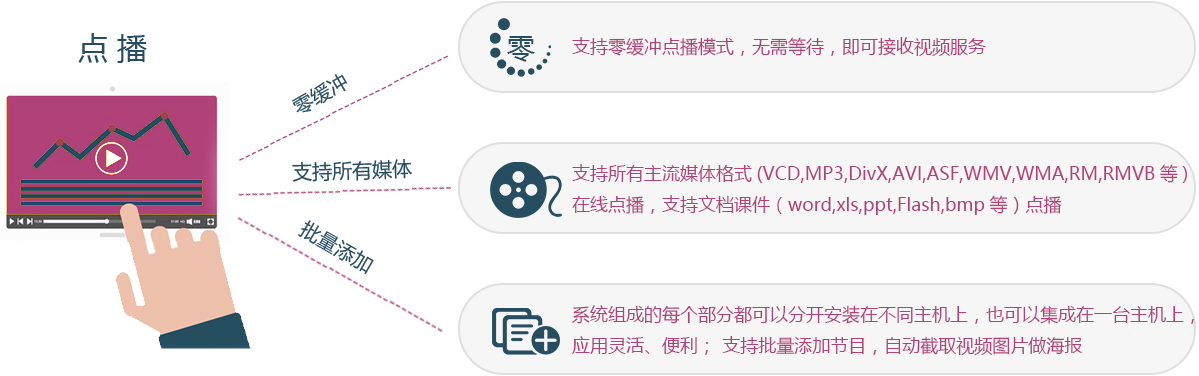 点播
零缓冲
零
支持零缓冲点播模式，无需等待，即可接收视频服务
支持所有媒体
支持所有主流媒体格式 (VCD,MP3,DivX,AVI,ASF,WMV,WMA,RM,RMVB 等 )
在线点播，支持文档课件（ word,xls,ppt,Flash,bmp 等 ）点播
批量添加
系统组成的每个部分都可以分开安装在不同主机上，也可以集成在一台主机上，
应用灵活、便利； 支持批量添加节目，自动截取视频图片做海报